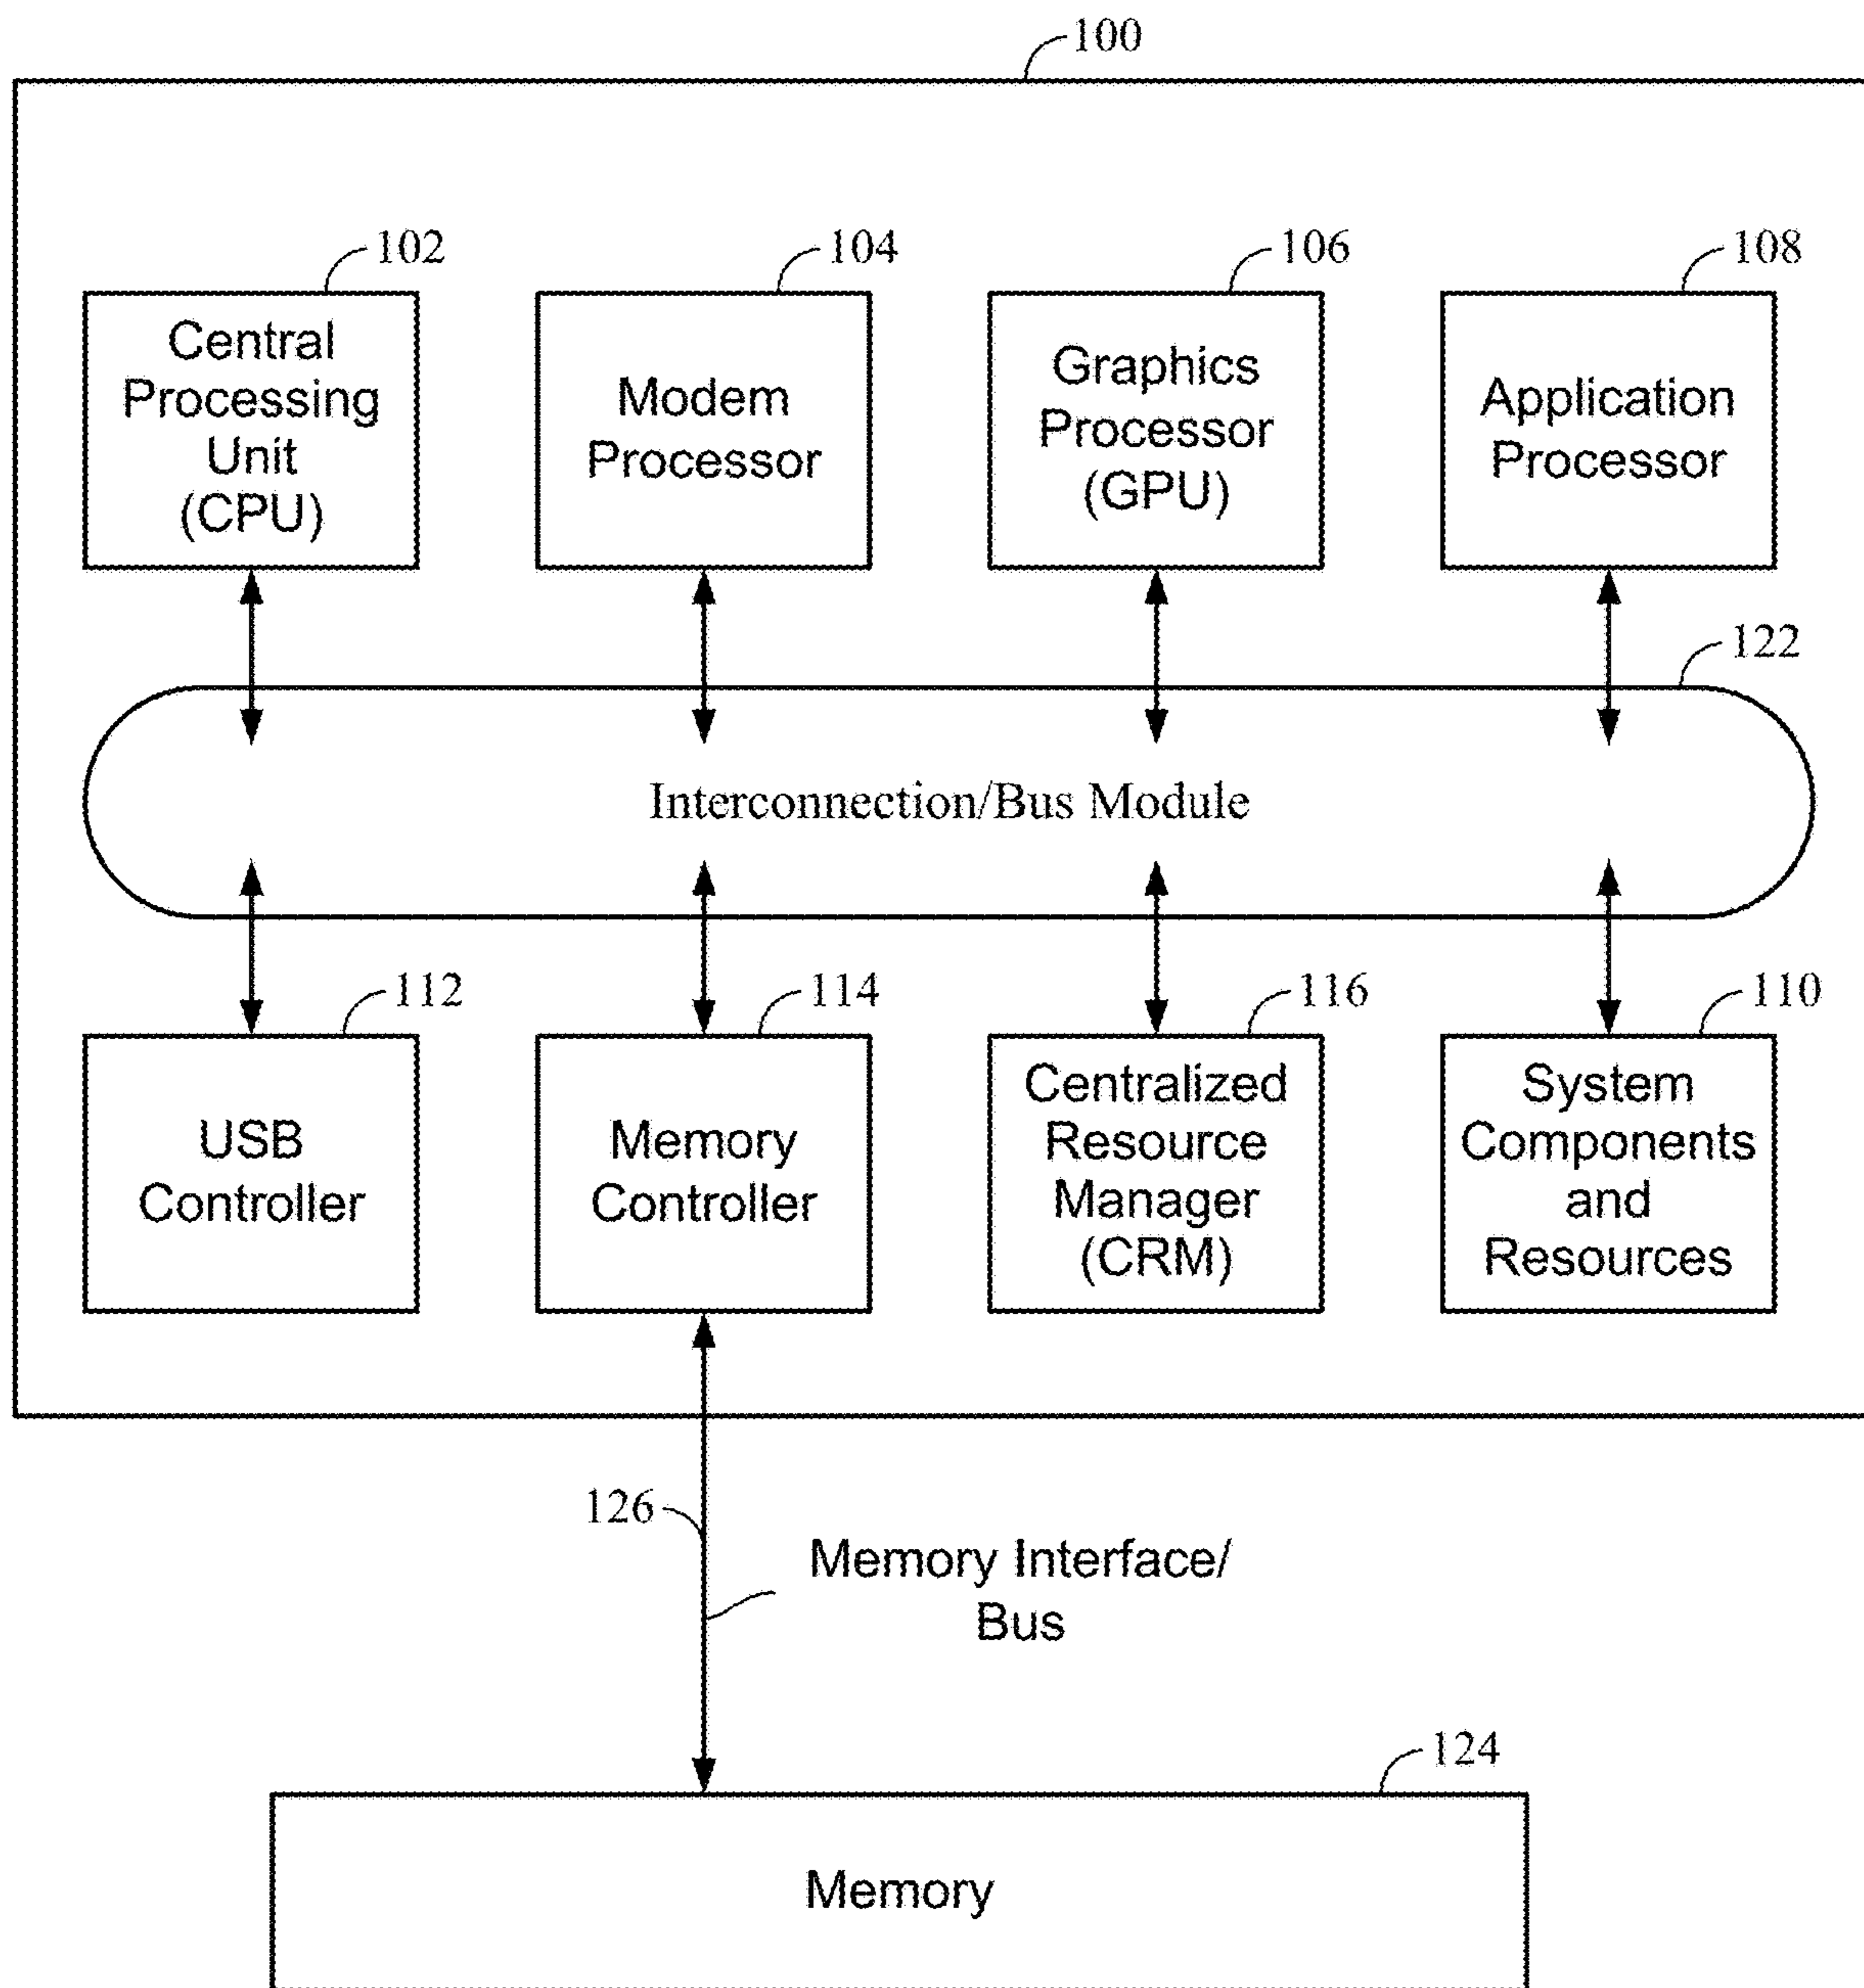 100
102
104
106
108
Central
Processing
Unit
(CPU)
Modem
Processor
Graphics
Processor
(GPU)
Application
Processor
122
Interconnection/Bus Module
112
114
116
110
USB
Controller
Memory
Controller
Centralized
Resource
Manager
(CRM)
System
Components
and
Resources
126
Memory Interface/
Bus
124
Memory